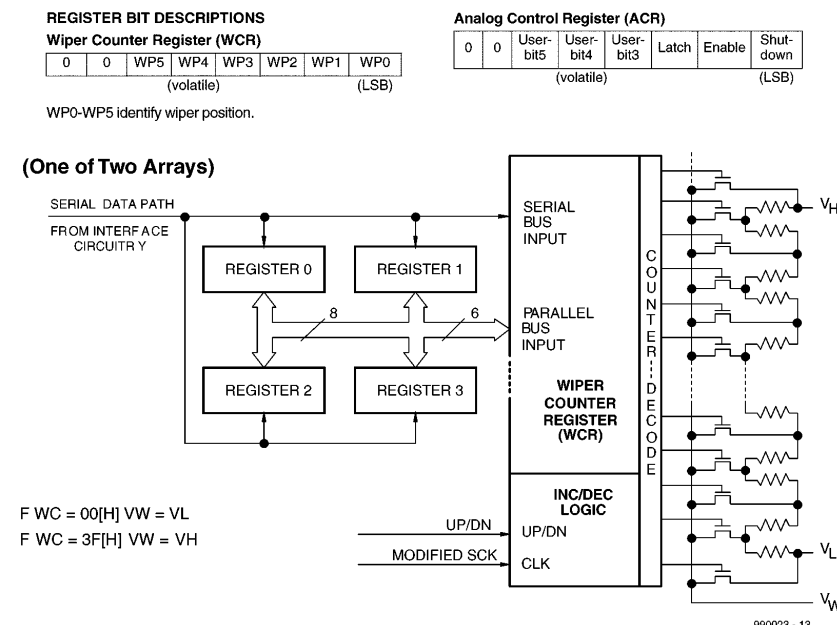 REGISTER BIT DESCRIPTIONS
Wiper Counter Register (WCR)
0 0 WP5 WP4 WP3 WP2 WP1 WP0
(volatile) (LSB)
WP0-WP5 identify wiper position.
Analog Control Register (ACR)
0 0 User-bit5 User-bit4 User-bit3 Latch Enable Shut-down
(volatile) (LSB)
(One of Two Arrays)
SERIAL DATA PATH
FROM INTERFACE
CIRCUITRY
REGISTER 0
REGISTER 1
8
6
REGISTER 2
REGISTER 3
SERIAL
BUS
INPUT
PARALLEL
BUS
INPUT
WIPER
COUNTER
REGISTER
(WCR)
INC/DEC
LOGIC
UP/DN
UP/DN
MODIFIED SCK
CLK
COUNTER---DECODE
VH
VL
VW
F WC = 00[H] VW = VL
F WC = 3F[H] VW = VH
990023 - 13